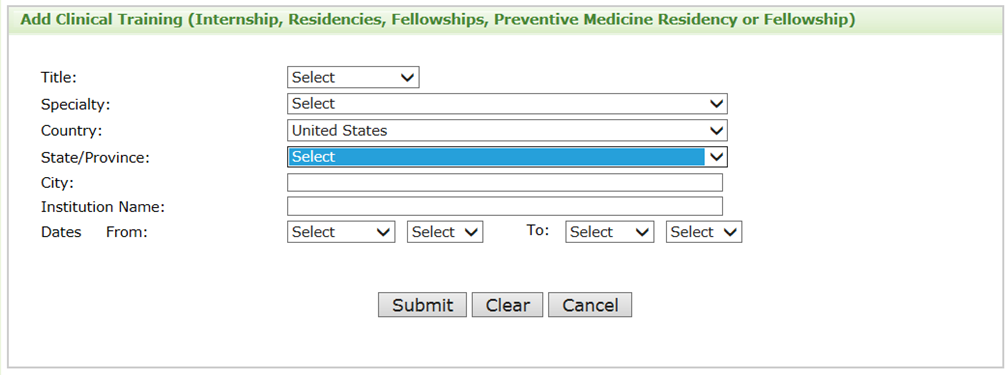 Add Clinical Training (Internship, Residencies, Fellowships, Preventive Medicine Residency or Fellowship)
Title: Select
Specialty: Select
Country: United States
State/Province: Select
City:
Institution Name:
Dates From: Select Select To: Select Select
Submit Clear Cancel